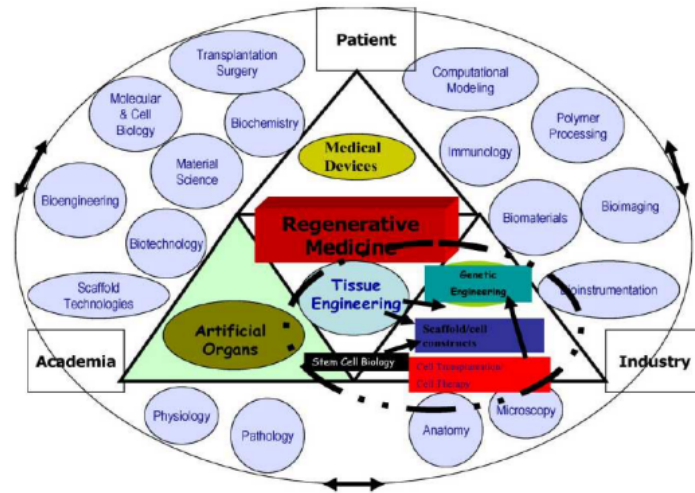 Patient
Transplantation
Surgery
Computational
Modeling
Molecular
& Cell
Biology
Biochemistry
Polymer
Processing
Medical
Devices
Immunology
Material
Science
Bioengineering
Biomaterials
Bioimaging
Regenerative
Medicine
Biotechnology
Tissue
Engineering
Genetic
Engineering
Scaffold
Technologies
Bioinstrumentation
Artificial
Organs
Scaffold/cell
constructs
Academia
Stem Cell Biology
Cell Transplantation/
Cell Therapy
Industry
Physiology
Pathology
Anatomy
Microscopy